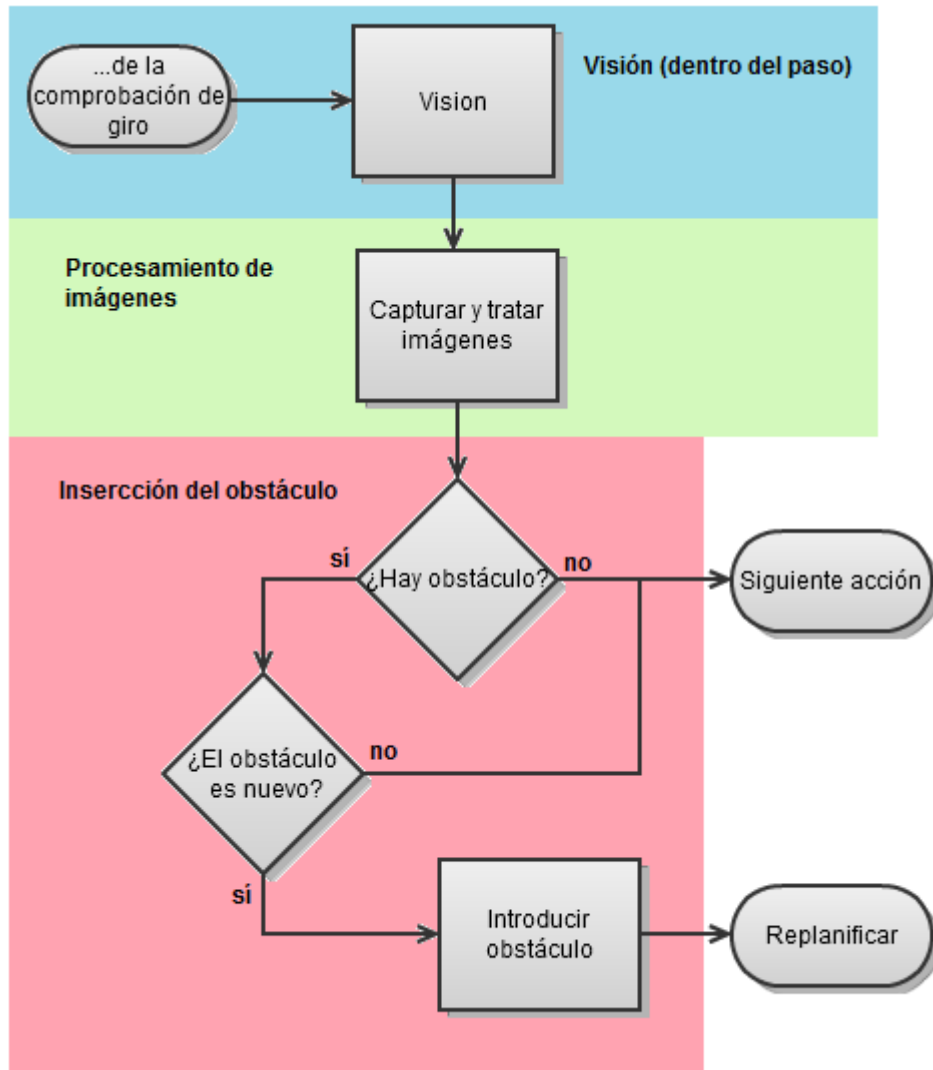 ...de la
comprobación de
giro
Vision
Visión (dentro del paso)
Procesamiento de
imágenes
Capturar y tratar
imágenes
Insercción del obstáculo
sí
¿Hay obstáculo?
no
Siguiente acción
¿El obstáculo
es nuevo?
no
sí
Introducir
obstáculo
Replanificar